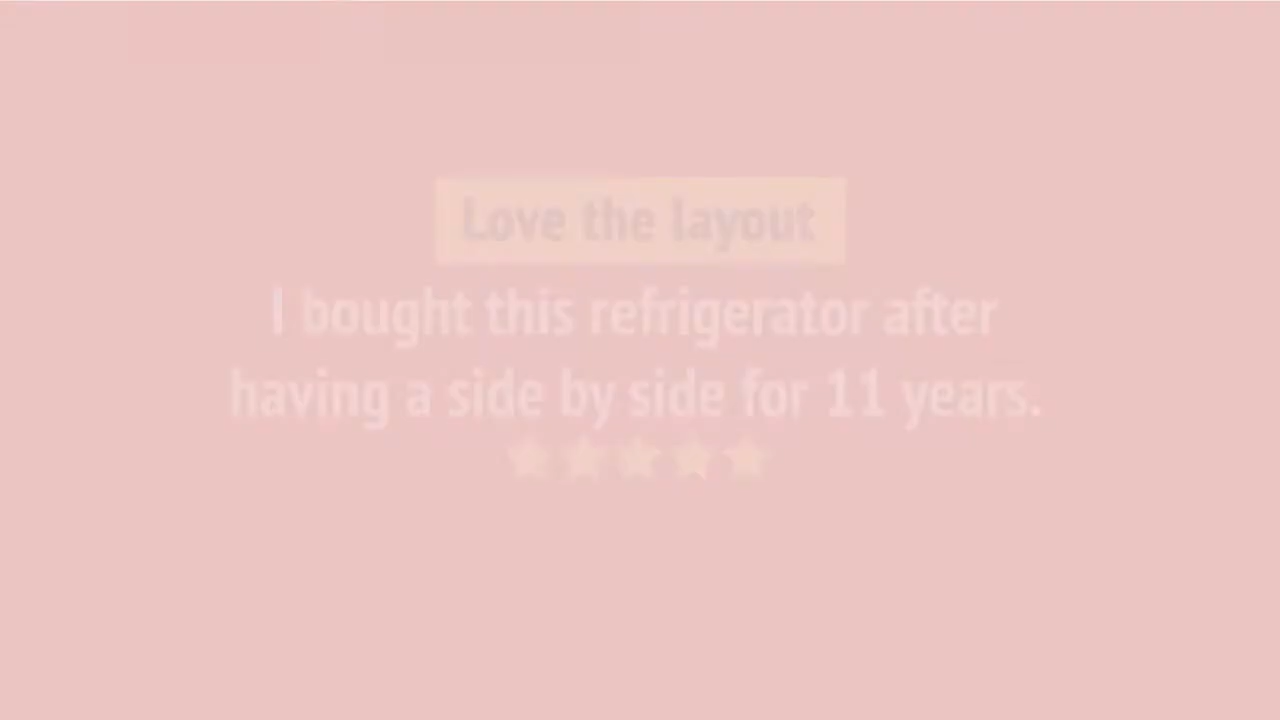 Love the layout
I bought this refrigerator after
having a side by side for 11 years.